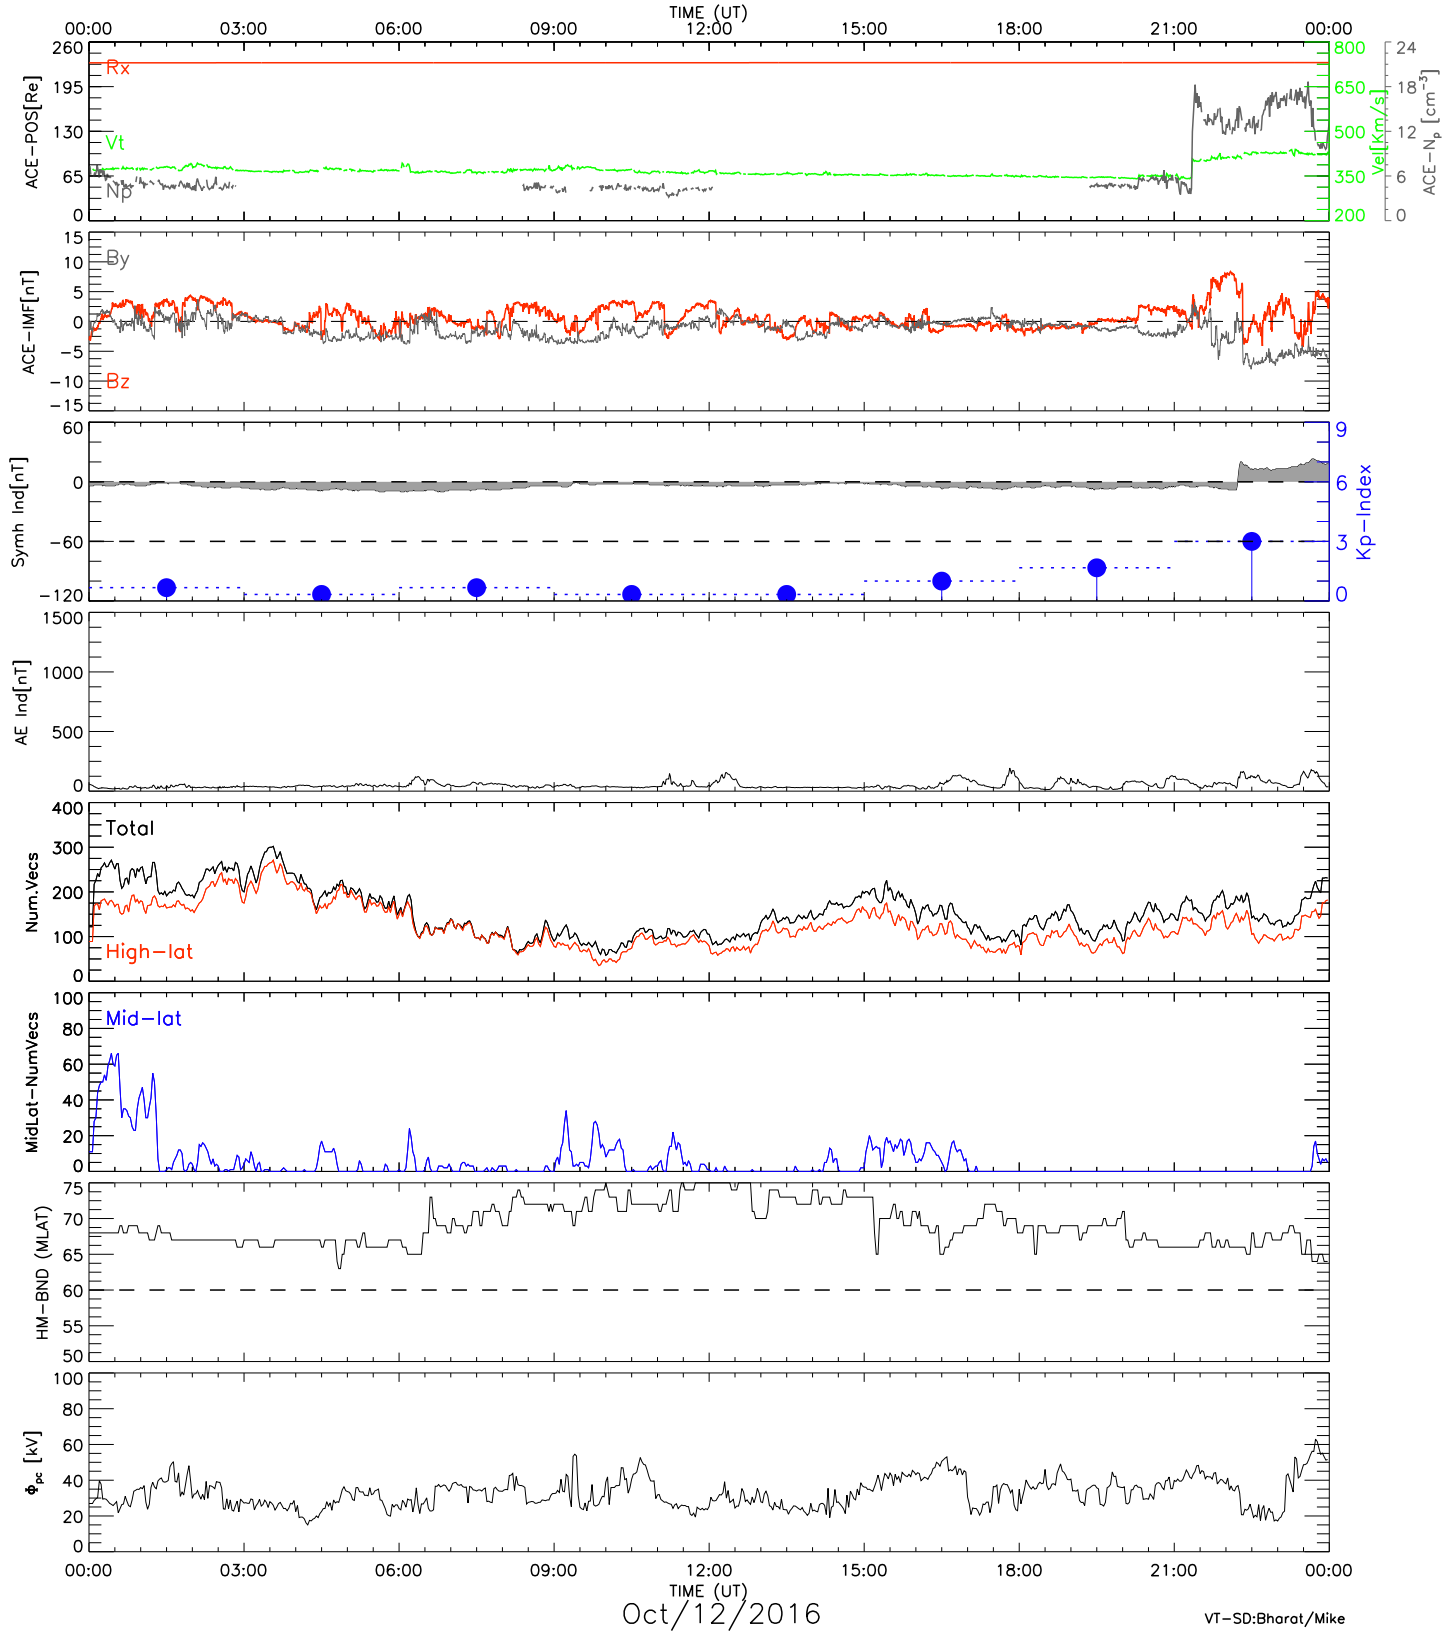 TIME (UT)
00:00 03:00 06:00 09:00 12:00 15:00 18:00 21:00 00:00
ACE-POS[Re]
260
195
130
65
0
Rx
Vt
Np
800
650
500
350
200
Vel[Km/s]
24
18
12
6
0
ACE-Np [cm⁻³]
ACE-IMF[nT]
15
10
5
0
-5
-10
-15
By
Bz
Symh Ind[nT]
60
0
-60
-120
9
6
3
0
Kp-Index
AE Ind[nT]
1500
1000
500
0
Num.Vecs
400
300
200
100
0
Total
High-lat
MidLat-NumVecs
100
80
60
40
20
0
Mid-lat
HM-BND (MLAT)
75
70
65
60
55
50
Φpc [kV]
100
80
60
40
20
0
00:00 03:00 06:00 09:00 12:00 15:00 18:00 21:00 00:00
TIME (UT)
Oct/12/2016
VT-SD:Bharat/Mike